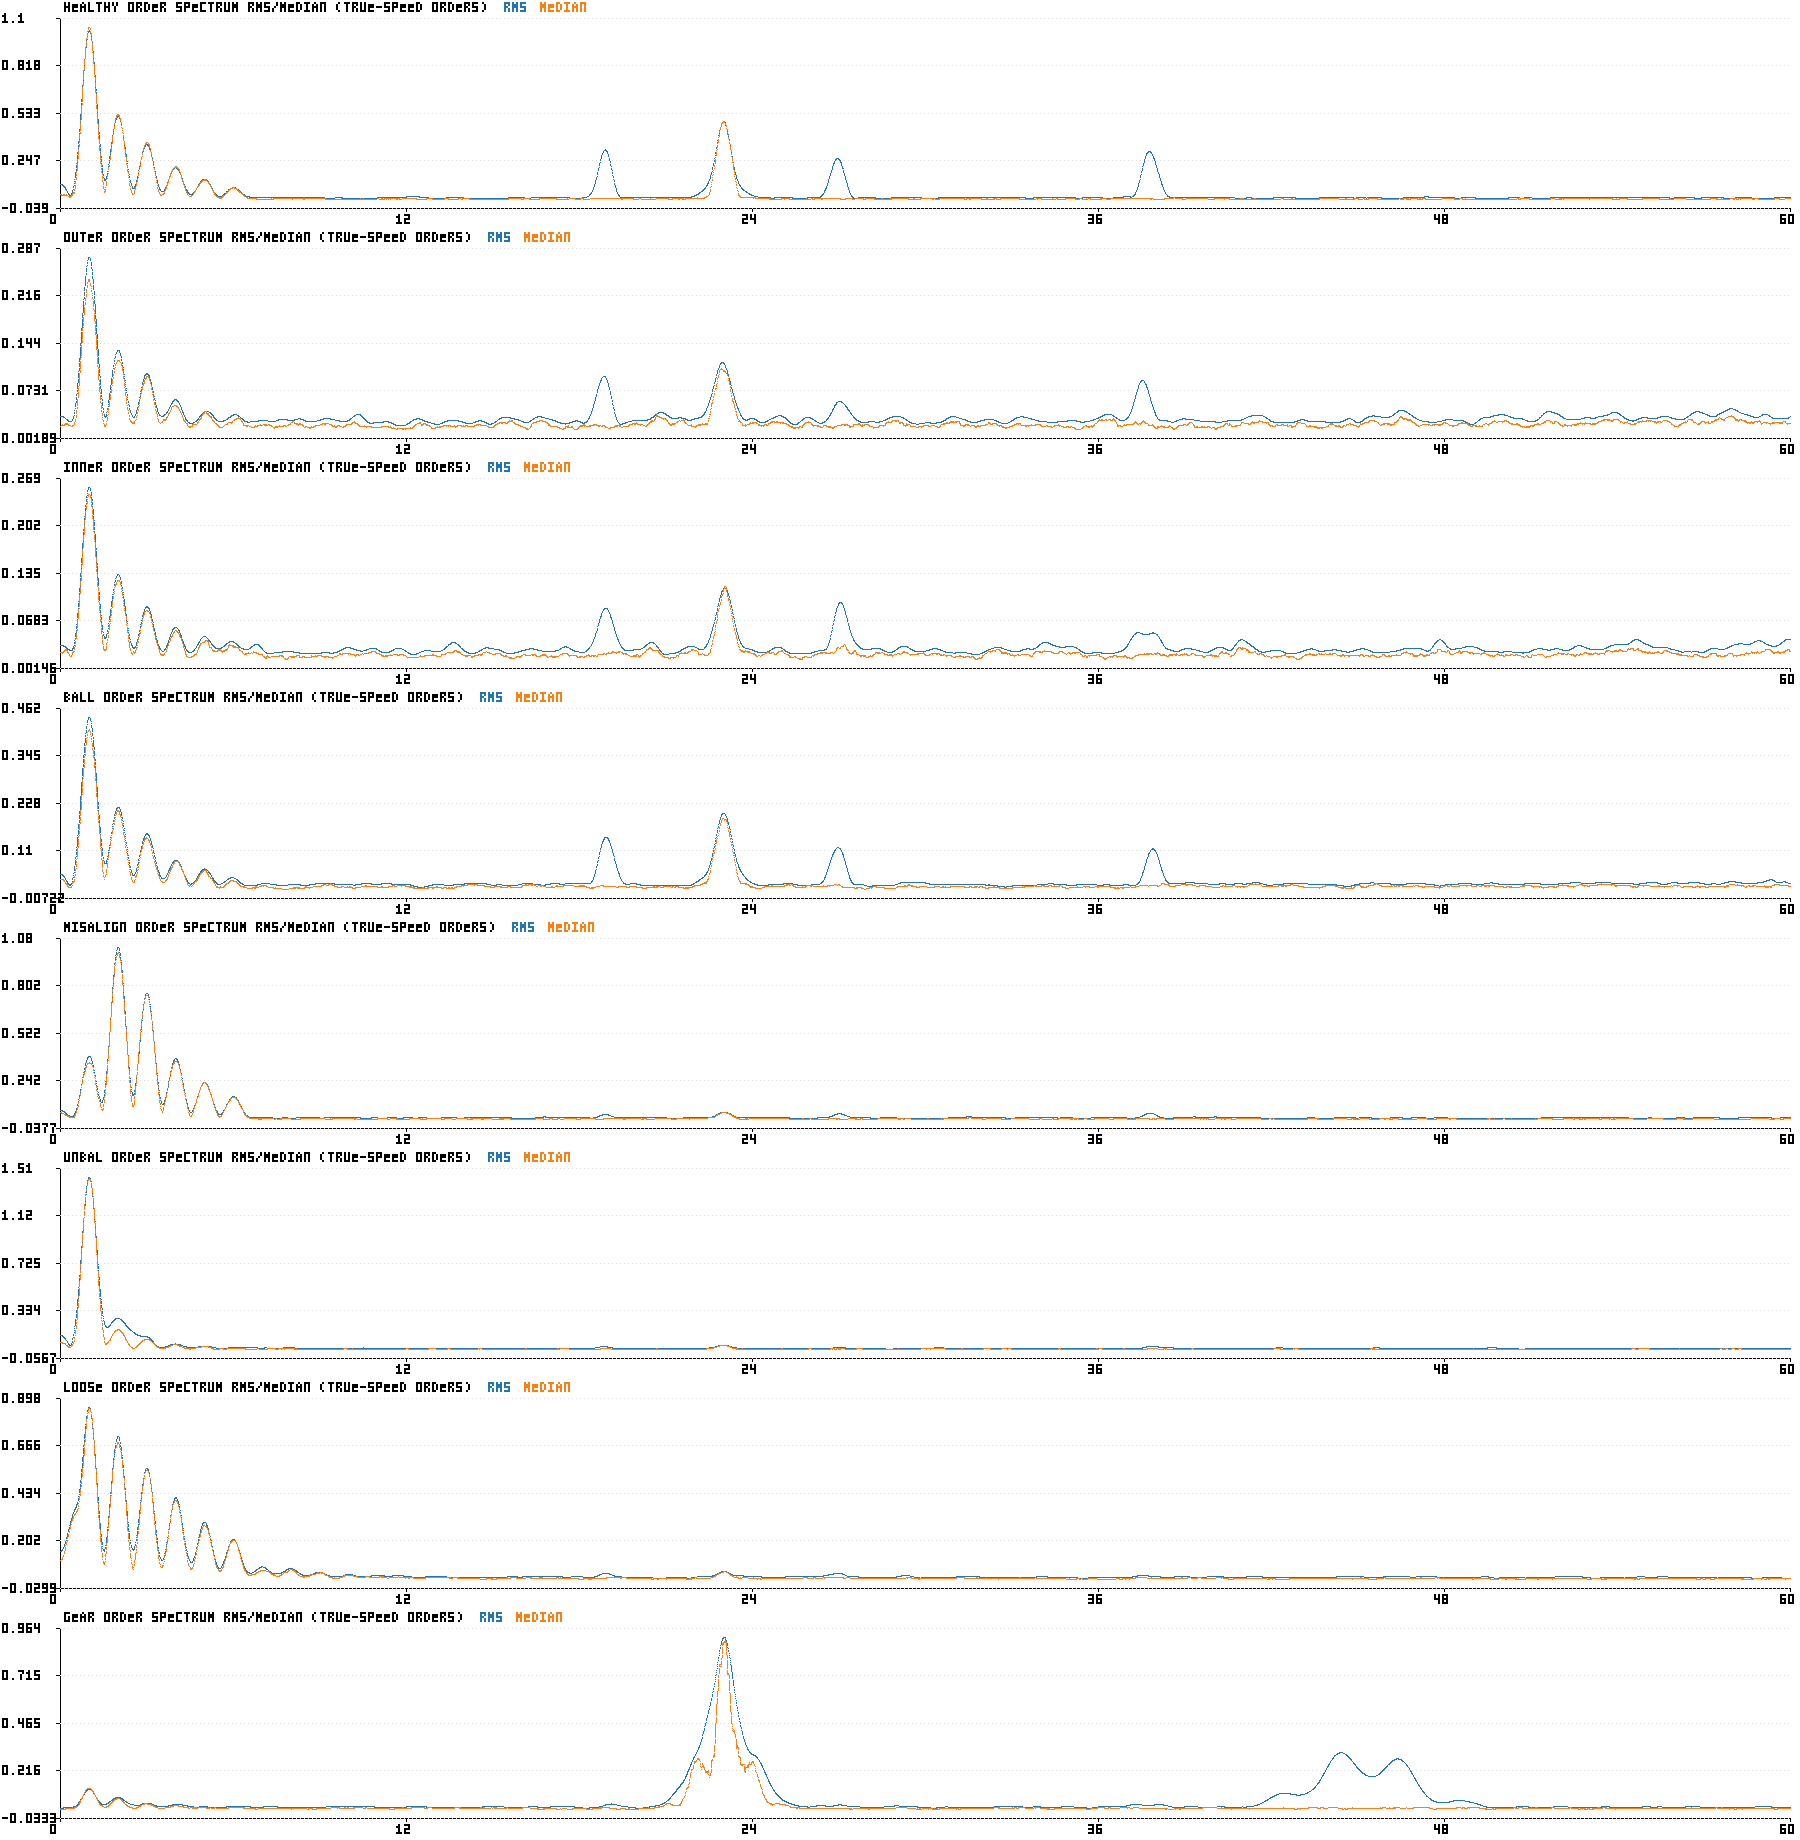 HeALTHY ORDeR SPeCTRUM RMS/MeDIAN (TRUe-SPeeD ORDeRS) RMS MeDIAN
1.1
0.818
0.533
0.247
-0.039
0 12 24 36 48 60
OUTeR ORDeR SPeCTRUM RMS/MeDIAN (TRUe-SPeeD ORDeRS) RMS MeDIAN
0.287
0.216
0.144
0.0731
0.00189
0 12 24 36 48 60
INNeR ORDeR SPeCTRUM RMS/MeDIAN (TRUe-SPeeD ORDeRS) RMS MeDIAN
0.269
0.202
0.135
0.0683
0.00146
0 12 24 36 48 60
BALL ORDeR SPeCTRUM RMS/MeDIAN (TRUe-SPeeD ORDeRS) RMS MeDIAN
0.462
0.345
0.228
0.11
-0.00722
0 12 24 36 48 60
MISALIGN ORDeR SPeCTRUM RMS/MeDIAN (TRUe-SPeeD ORDeRS) RMS MeDIAN
1.08
0.802
0.522
0.242
-0.0377
0 12 24 36 48 60
UNBAL ORDeR SPeCTRUM RMS/MeDIAN (TRUe-SPeeD ORDeRS) RMS MeDIAN
1.51
1.12
0.725
0.334
-0.0567
0 12 24 36 48 60
LOOSe ORDeR SPeCTRUM RMS/MeDIAN (TRUe-SPeeD ORDeRS) RMS MeDIAN
0.898
0.666
0.434
0.202
-0.0299
0 12 24 36 48 60
GeAR ORDeR SPeCTRUM RMS/MeDIAN (TRUe-SPeeD ORDeRS) RMS MeDIAN
0.964
0.715
0.465
0.216
-0.0333
0 12 24 36 48 60